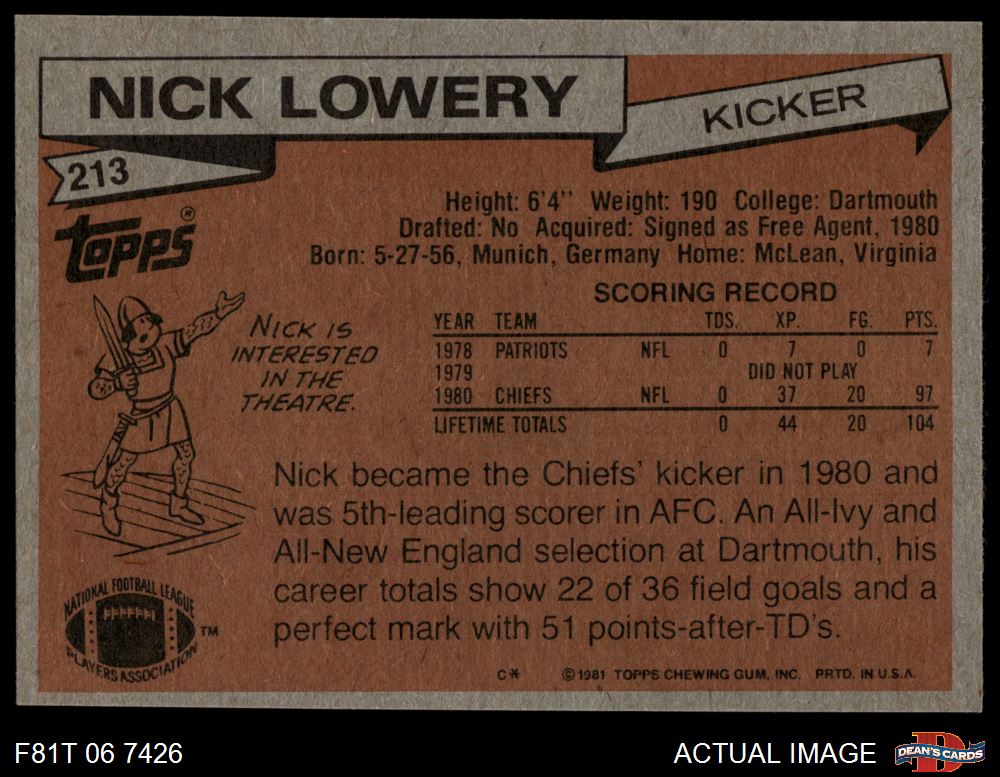 NICK LOWERY
KICKER
213
topps®
Height: 6'4'' Weight: 190 College: Dartmouth
Drafted: No Acquired: Signed as Free Agent, 1980
Born: 5-27-56, Munich, Germany Home: McLean, Virginia
NICK IS
INTERESTED
IN THE
THEATRE.
SCORING RECORD
YEAR TEAM TDS. XP. FG. PTS.
1978 PATRIOTS NFL 0 7 0 7
1979 DID NOT PLAY
1980 CHIEFS NFL 0 37 20 97
LIFETIME TOTALS 0 44 20 104
Nick became the Chiefs' kicker in 1980 and
was 5th-leading scorer in AFC. An All-Ivy and
All-New England selection at Dartmouth, his
career totals show 22 of 36 field goals and a
perfect mark with 51 points-after-TD's.
NATIONAL FOOTBALL LEAGUE
PLAYERS ASSOCIATION
TM
C* ©1981 TOPPS CHEWING GUM, INC. PRTD. IN U.S.A.
F81T 06 7426
ACTUAL IMAGE
D
DEAN'S CARDS